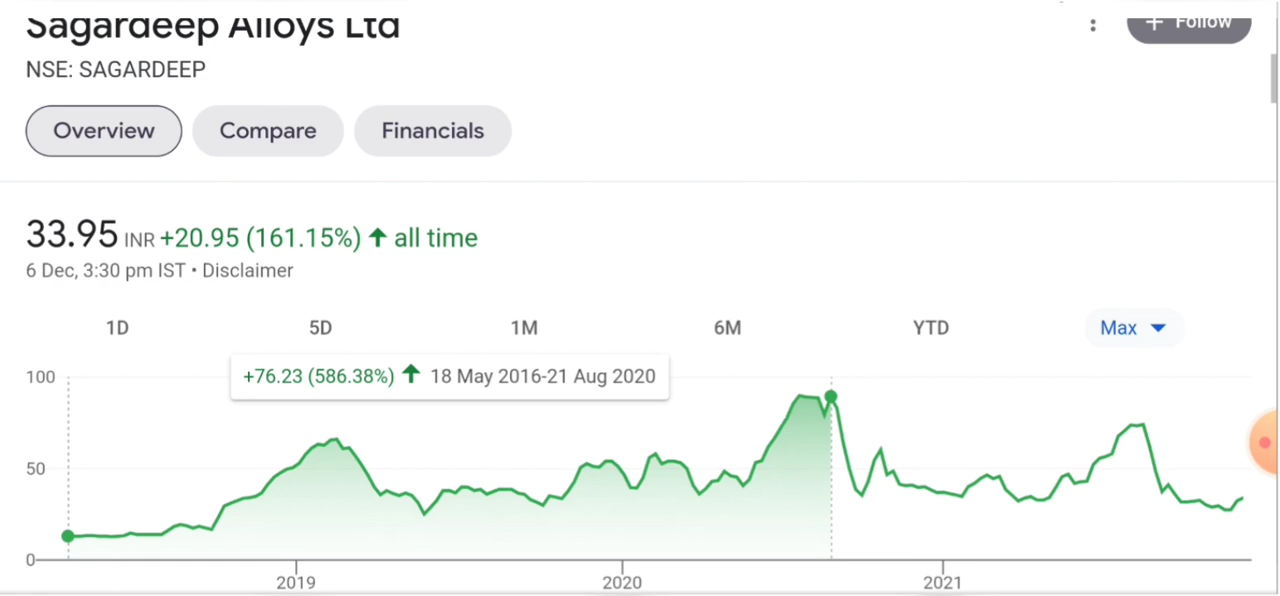 Sagardeep Alloys Ltd
+ Follow
NSE: SAGARDEEP
Overview Compare Financials
33.95 INR +20.95 (161.15%) ↑ all time
6 Dec, 3:30 pm IST • Disclaimer
1D 5D 1M 6M YTD Max
+76.23 (586.38%) ↑ 18 May 2016-21 Aug 2020
100
50
0
2019 2020 2021